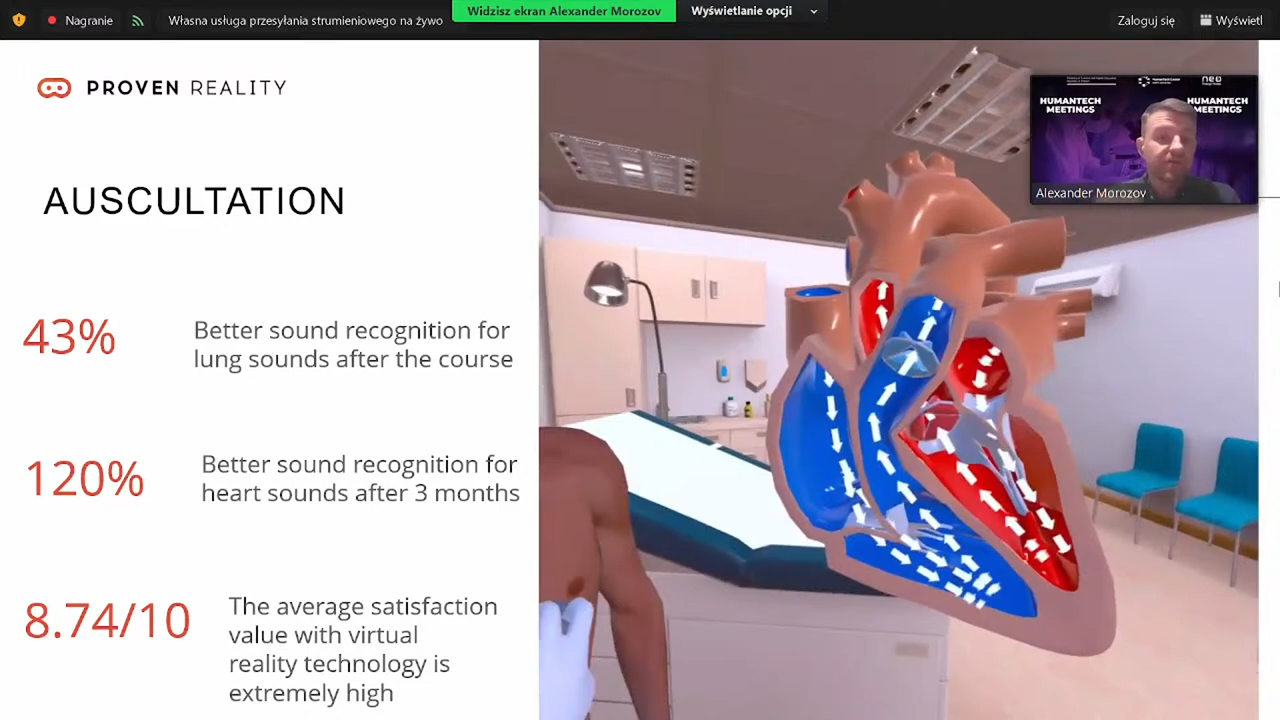 Nagranie
Własna usługa przesyłania strumieniowego na żywo
Widzisz ekran Alexander Morozov
Wyświetlanie opcji
Zaloguj się
Wyświetl
PROVEN REALITY
HUMANTECH
MEETINGS
HUMANTECH
MEETINGS
Alexander Morozov
AUSCULTATION
43%
Better sound recognition for
lung sounds after the course
120%
Better sound recognition for
heart sounds after 3 months
8.74/10
The average satisfaction
value with virtual
reality technology is
extremely high